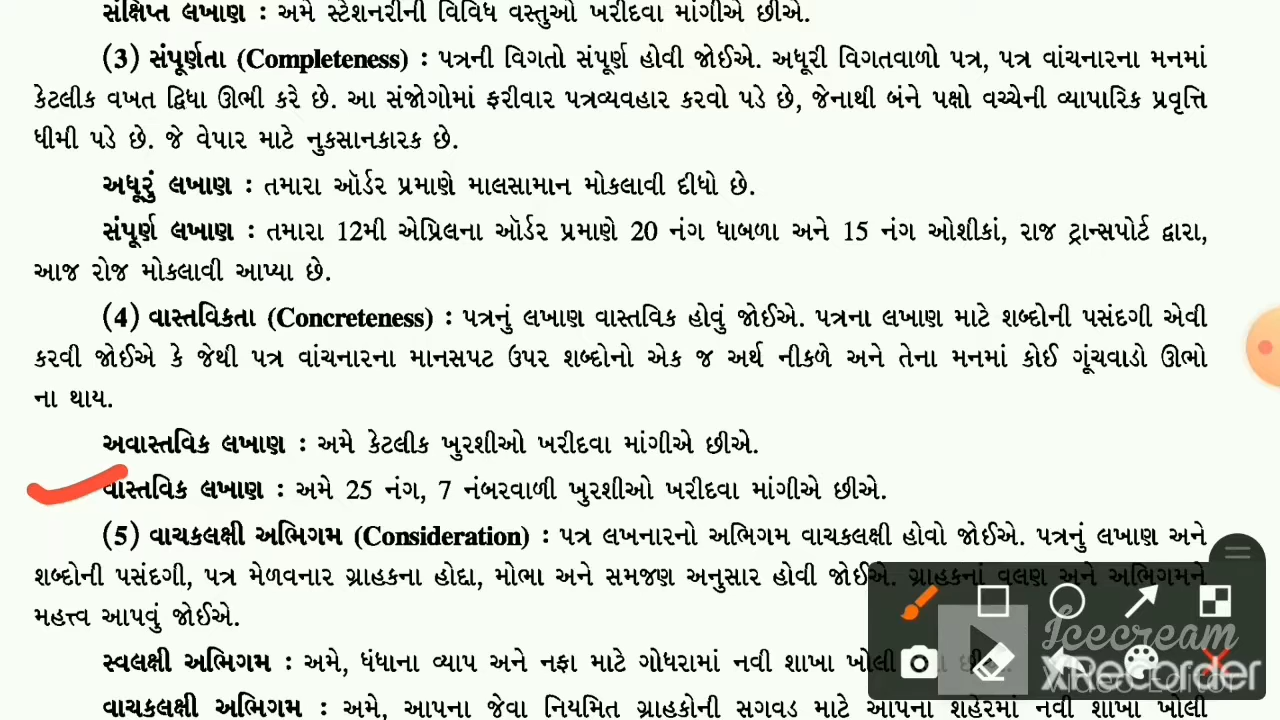 સંક્ષિપ્ત લખાણ : અમે સ્ટેશનરીની વિવિધ વસ્તુઓ ખરીદવા માંગીએ છીએ.
(3) સંપૂર્ણતા (Completeness) : પત્રની વિગતો સંપૂર્ણ હોવી જોઈએ. અધૂરી વિગતવાળો પત્ર, પત્ર વાંચનારના મનમાં
કેટલીક વખત દ્વિધા ઊભી કરે છે. આ સંજોગોમાં ફરીવાર પત્રવ્યવહાર કરવો પડે છે, જેનાથી બંને પક્ષો વચ્ચેની વ્યાપારિક પ્રવૃત્તિ
ધીમી પડે છે. જે વેપાર માટે નુકસાનકારક છે.
અધૂરું લખાણ : તમારા ઑર્ડર પ્રમાણે માલસામાન મોકલાવી દીધો છે.
સંપૂર્ણ લખાણ : તમારા 12મી એપ્રિલના ઑર્ડર પ્રમાણે 20 નંગ ધાબળા અને 15 નંગ ઓશીકાં, રાજ ટ્રાન્સપોર્ટ દ્વારા,
આજ રોજ મોકલાવી આપ્યા છે.
(4) વાસ્તવિકતા (Concreteness) : પત્રનું લખાણ વાસ્તવિક હોવું જોઈએ. પત્રના લખાણ માટે શબ્દોની પસંદગી એવી
કરવી જોઈએ કે જેથી પત્ર વાંચનારના માનસપટ ઉપર શબ્દોનો એક જ અર્થ નીકળે અને તેના મનમાં કોઈ ગૂંચવાડો ઊભો
ના થાય.
અવાસ્તવિક લખાણ : અમે કેટલીક ખુરશીઓ ખરીદવા માંગીએ છીએ.
વાસ્તવિક લખાણ : અમે 25 નંગ, 7 નંબરવાળી ખુરશીઓ ખરીદવા માંગીએ છીએ.
(5) વાચકલક્ષી અભિગમ (Consideration) : પત્ર લખનારનો અભિગમ વાચકલક્ષી હોવો જોઈએ. પત્રનું લખાણ અને
શબ્દોની પસંદગી, પત્ર મેળવનાર ગ્રાહકના હોદ્દા, મોભા અને સમજણ અનુસાર હોવી જોઈએ. ગ્રાહકનાં વલણ અને અભિગમને
મહત્ત્વ આપવું જોઈએ.
સ્વલક્ષી અભિગમ : અમે, ધંધાના વ્યાપ અને નફા માટે ગોધરામાં નવી શાખા ખોલી
વાચકલક્ષી અભિગમ : અમે, આપના જેવા નિયમિત ગ્રાહકોની સગવડ માટે આપના શહેરમાં નવી શાખા ખોલી
Icecream
XRecorder
Video Editor